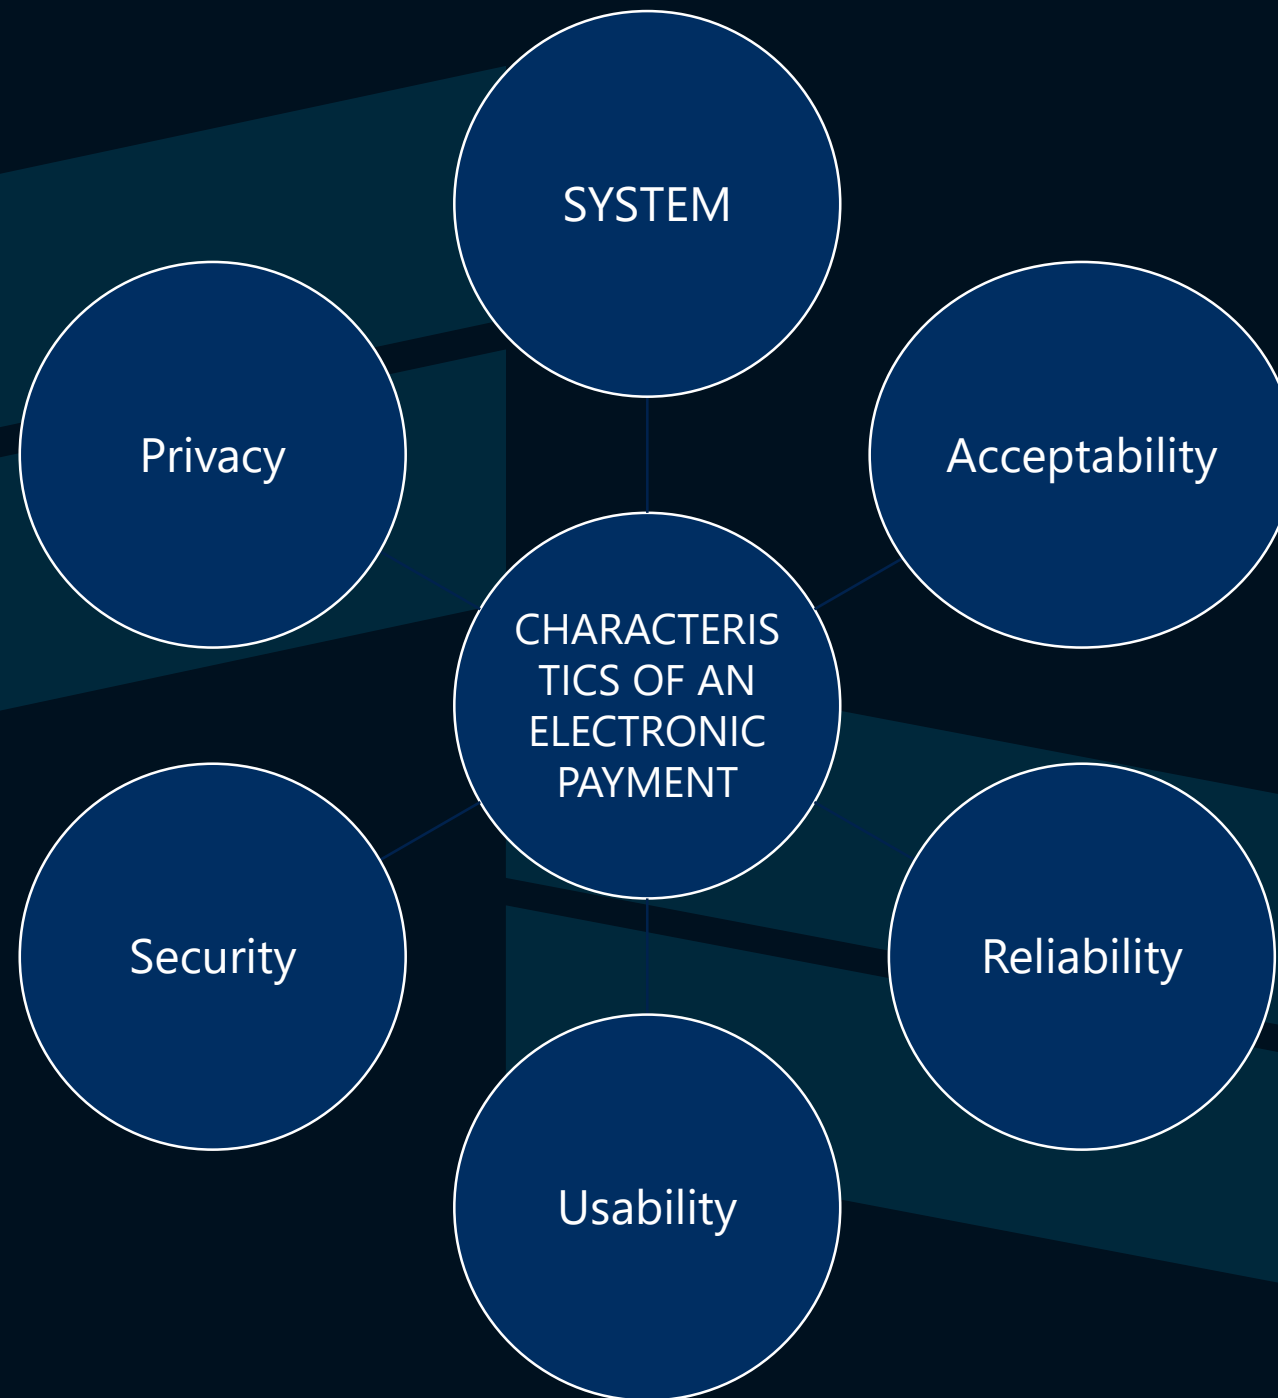 SYSTEM
Privacy
Acceptability
CHARACTERIS
TICS OF AN
ELECTRONIC
PAYMENT
Security
Reliability
Usability